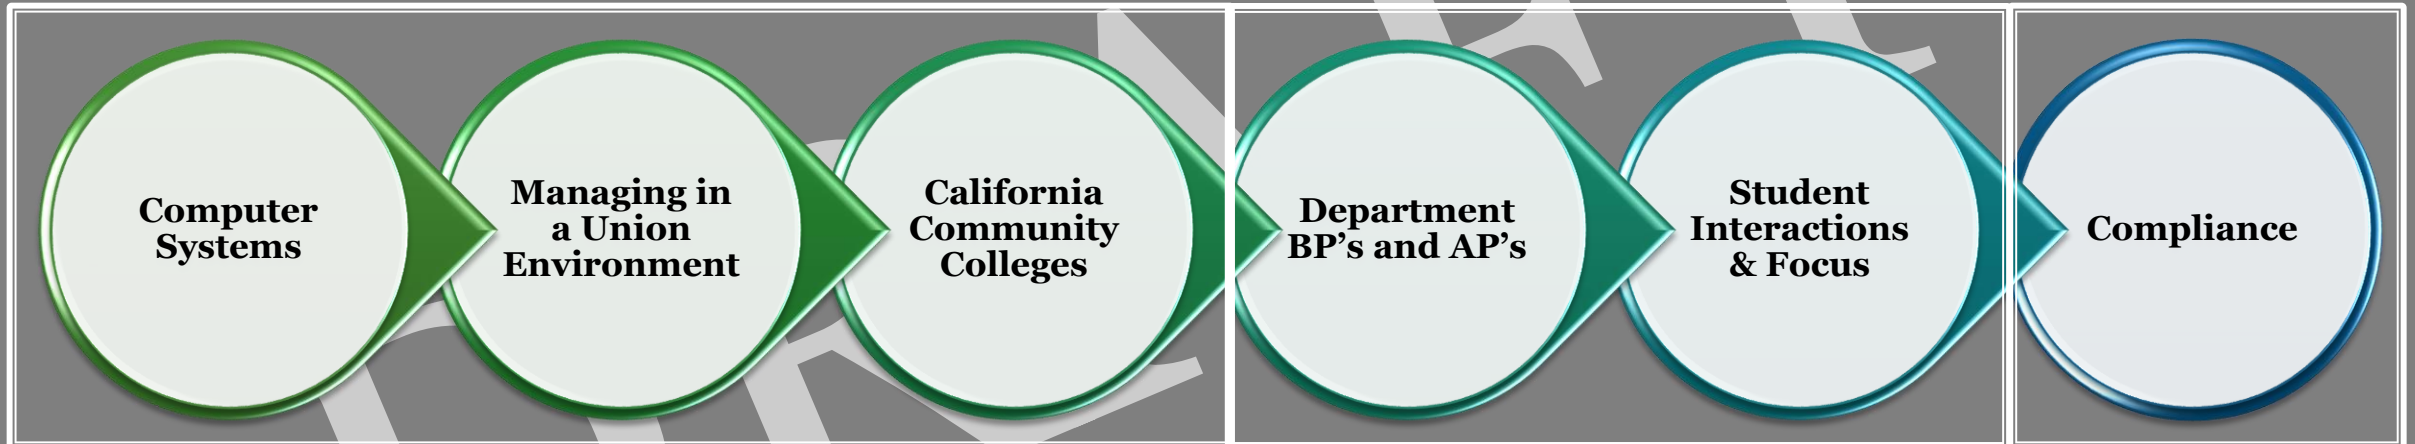 Computer
Systems
Managing in
a Union
Environment
California
Community
Colleges
Department
BP’s and AP’s
Student
Interactions
& Focus
Compliance